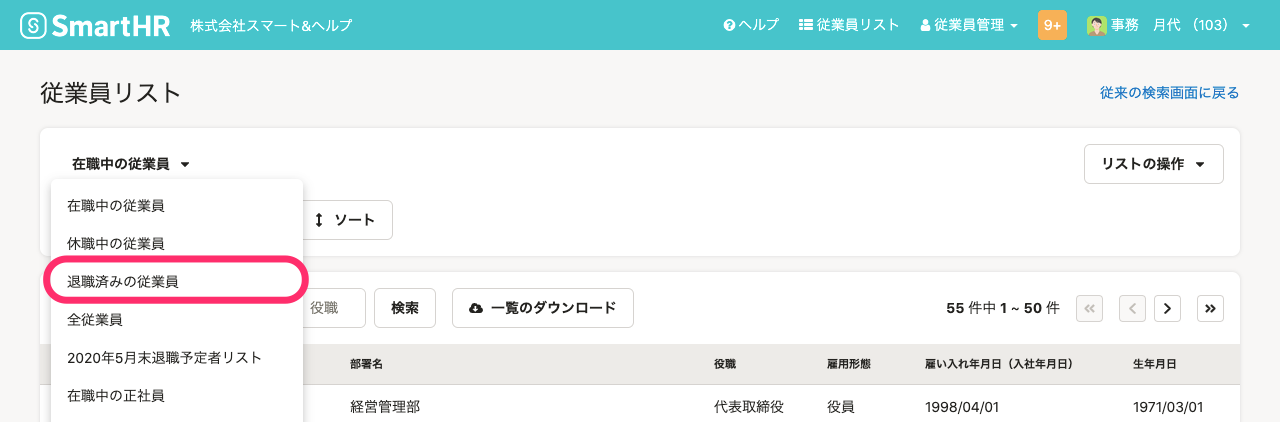 SmartHR 株式会社スマート&ヘルプ ヘルプ 従業員リスト 従業員管理 9+ 事務 月代 (103)
従業員リスト 従来の検索画面に戻る
在職中の従業員 リストの操作
在職中の従業員
ソート
休職中の従業員
退職済みの従業員
役職 検索 一覧のダウンロード 55 件中 1 ~ 50 件
全従業員
2020年5月末退職予定者リスト
部署名 役職 雇用形態 雇い入れ年月日（入社年月日） 生年月日
在職中の正社員
経営管理部 代表取締役 役員 1998/04/01 1971/03/01